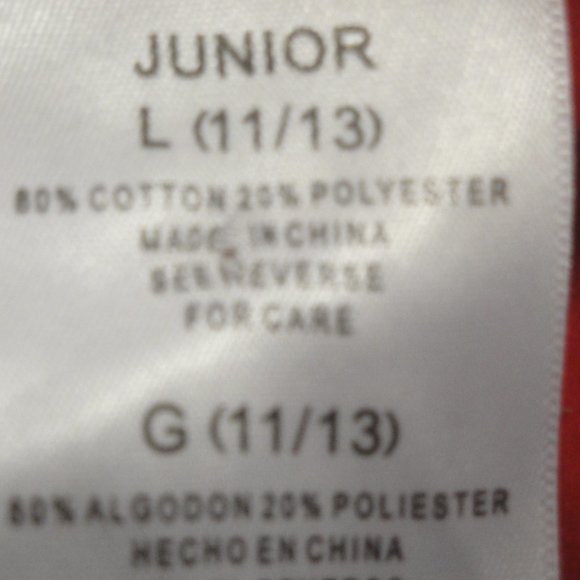 JUNIOR
L (11/13)
80% COTTON 20% POLYESTER
MADE IN CHINA
SEE REVERSE
FOR CARE
G (11/13)
80% ALGODON 20% POLIESTER
HECHO EN CHINA